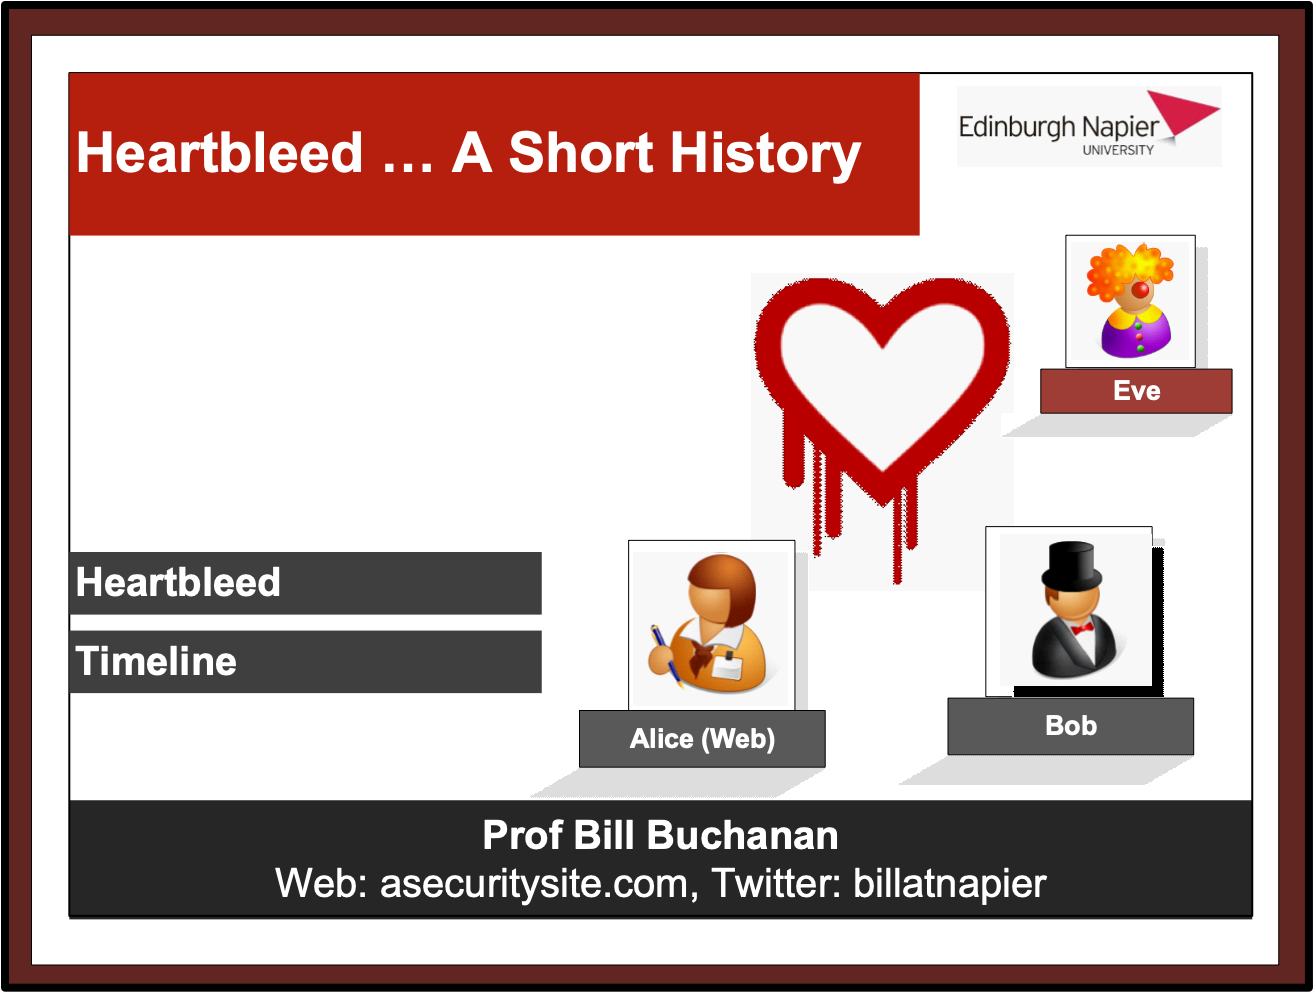 Heartbleed … A Short History
Edinburgh Napier
UNIVERSITY
Eve
Heartbleed
Timeline
Alice (Web)
Bob
Prof Bill Buchanan
Web: asecuritysite.com, Twitter: billatnapier